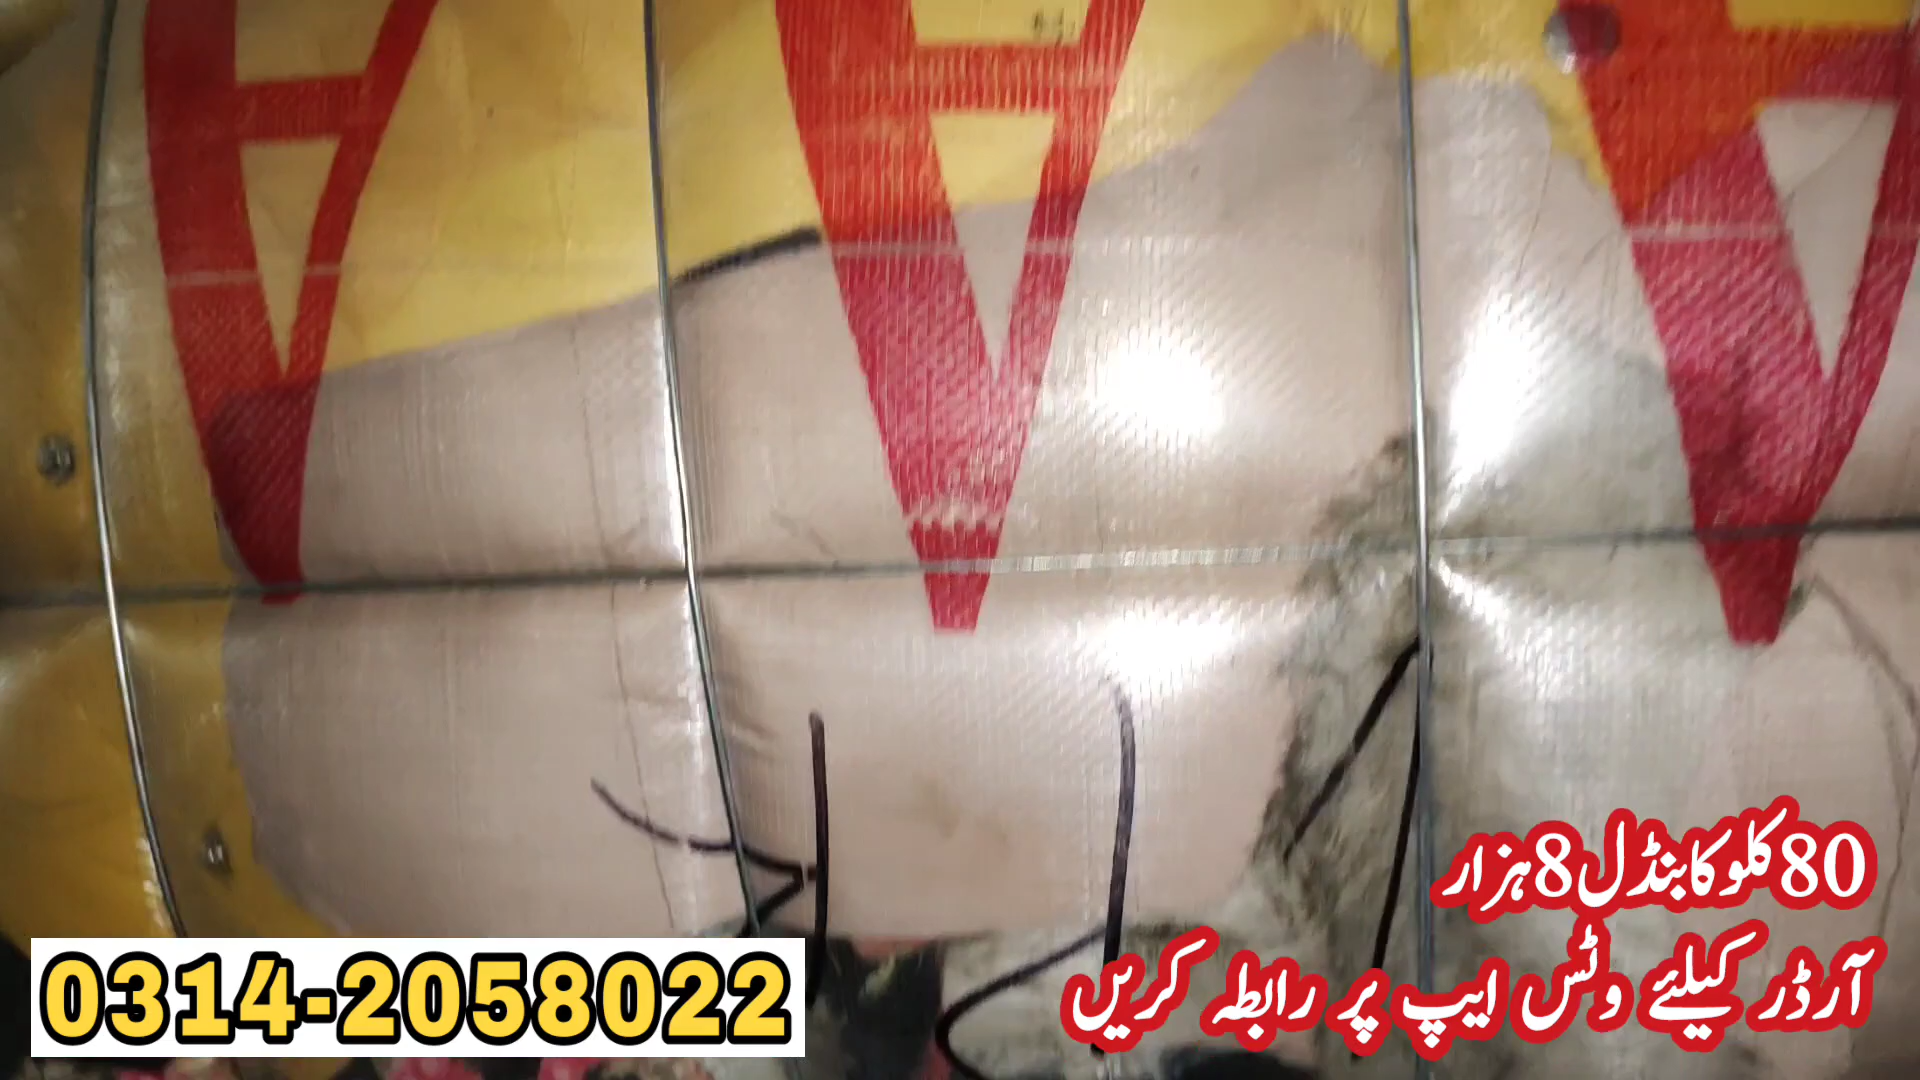 80 کلو کا بنڈل 8 ہزار
آرڈر کیلئے وٹس ایپ پر رابطہ کریں
0314-2058022